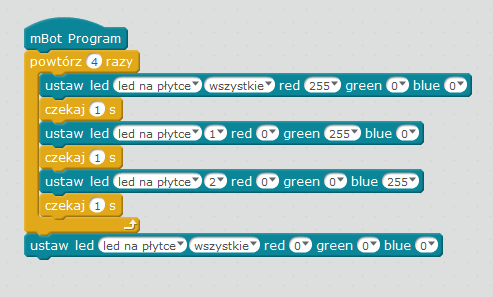 mBot Program
powtórz 4 razy
ustaw led led na płytce wszystkie red 255 green 0 blue 0
czekaj 1 s
ustaw led led na płytce 1 red 0 green 255 blue 0
czekaj 1 s
ustaw led led na płytce 2 red 0 green 0 blue 255
czekaj 1 s
ustaw led led na płytce wszystkie red 0 green 0 blue 0